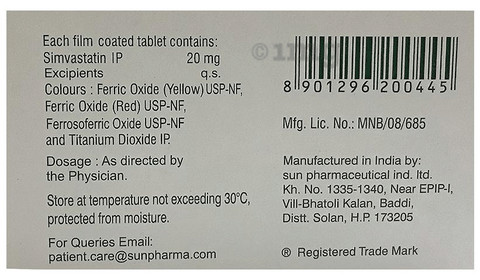 Each film coated tablet contains:
Simvastatin IP 20 mg
Excipients q.s.
Colours : Ferric Oxide (Yellow) USP-NF,
Ferric Oxide (Red) USP-NF,
Ferrosoferric Oxide USP-NF
and Titanium Dioxide IP.
Dosage : As directed by
the Physician.
Store at temperature not exceeding 30°C,
protected from moisture.
For Queries Email:
patient.care@sunpharma.com
© 1mg
8 901296 200445
Mfg. Lic. No.: MNB/08/685
Manufactured in India by:
sun pharmaceutical ind. ltd.
Kh. No. 1335-1340, Near EPIP-I,
Vill-Bhatoli Kalan, Baddi,
Distt. Solan, H.P. 173205
® Registered Trade Mark